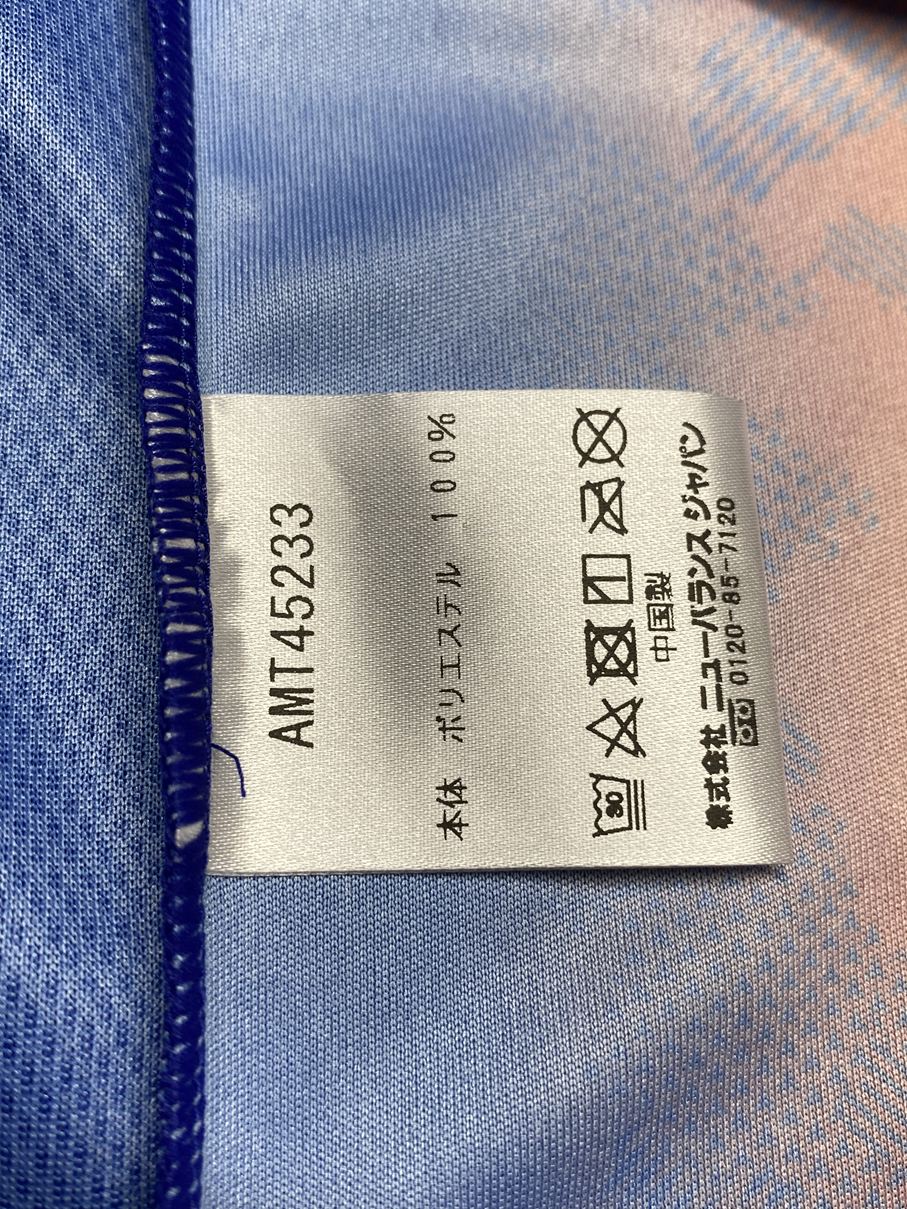 AMT45233
本体 ポリエステル 100%
30
中国製
株式会社 ニューバランス ジャパン
0120-85-7120